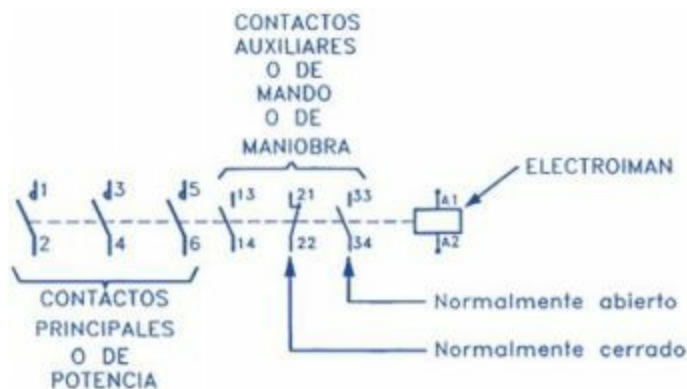 CONTACTOS
AUXILIARES
O DE
MANDO
O DE
MANIOBRA
ELECTROIMAN
1 3 5 13 21 33 A1
2 4 6 14 22 34 A2
CONTACTOS
PRINCIPALES
O DE
POTENCIA
Normalmente abierto
Normalmente cerrado